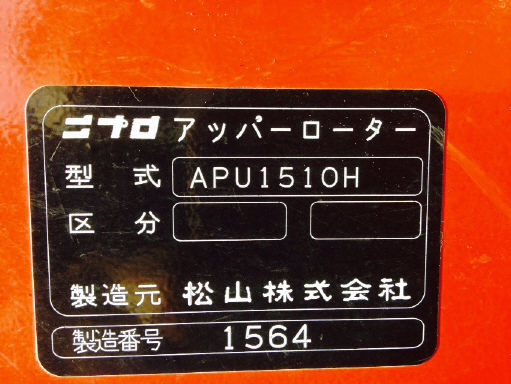 ニプロ アッパーローター
型式 APU1510H
区分
製造元 松山株式会社
製造番号 1564